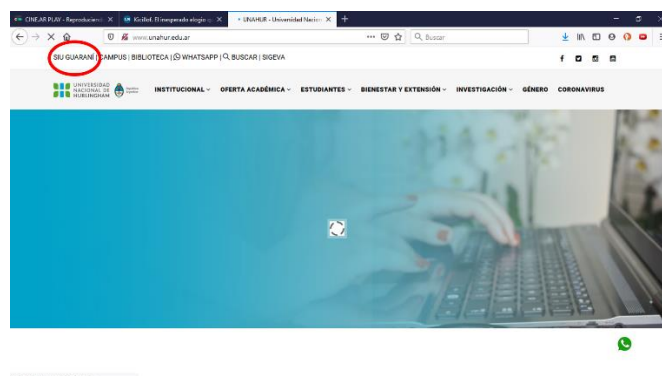 CINE.AR PLAY - Reproduciend
Kicillof. El inesperado elogio q
UNAHUR - Universidad Nacion
www.unahur.edu.ar
Buscar
SIU GUARANÍ | CAMPUS | BIBLIOTECA | WHATSAPP | BUSCAR | SIGEVA
UNIVERSIDAD
NACIONAL DE
HURLINGHAM
INSTITUCIONAL OFERTA ACADÉMICA ESTUDIANTES BIENESTAR Y EXTENSIÓN INVESTIGACIÓN GÉNERO CORONAVIRUS